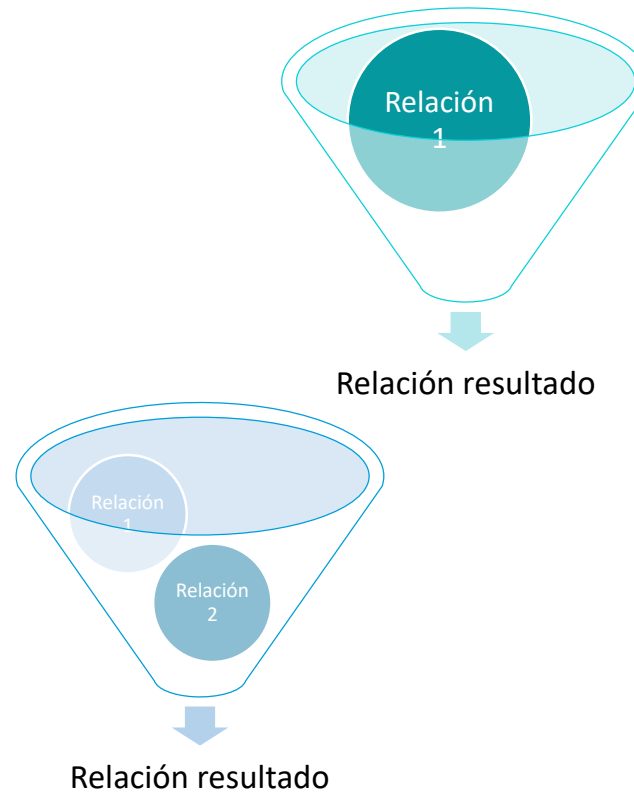 Relación
1
Relación resultado
Relación
1
Relación
2
Relación resultado